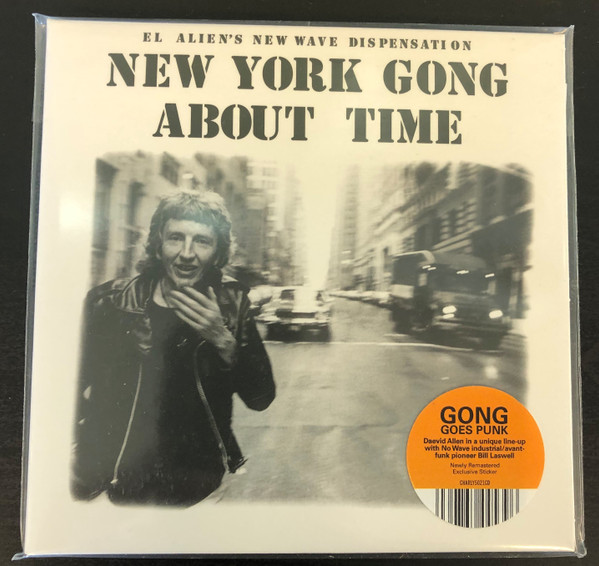 EL ALIEN'S NEW WAVE DISPENSATION
NEW YORK GONG
ABOUT TIME
GONG
GOES PUNK
Daevid Allen in a unique line-up
with No Wave industrial/avant-
funk pioneer Bill Laswell
Newly Remastered
Exclusive Sticker
CHARLY5021CD